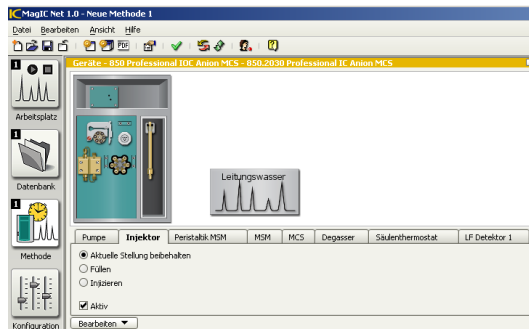 MagIC Net 1.0 - Neue Methode 1
Datei Bearbeiten Ansicht Hilfe
PDF
Geräte - 850 Professional IOC Anion MCS - 850.2030 Professional IC Anion MCS
1
Arbeitsplatz
1
Datenbank
1
Methode
Konfiguration
Leitungswasser
Pumpe Injektor Peristaltik MSM MSM MCS Degasser Säulenthermostat LF Detektor 1
Aktuelle Stellung beibehalten
Füllen
Injizieren
Aktiv
Bearbeiten